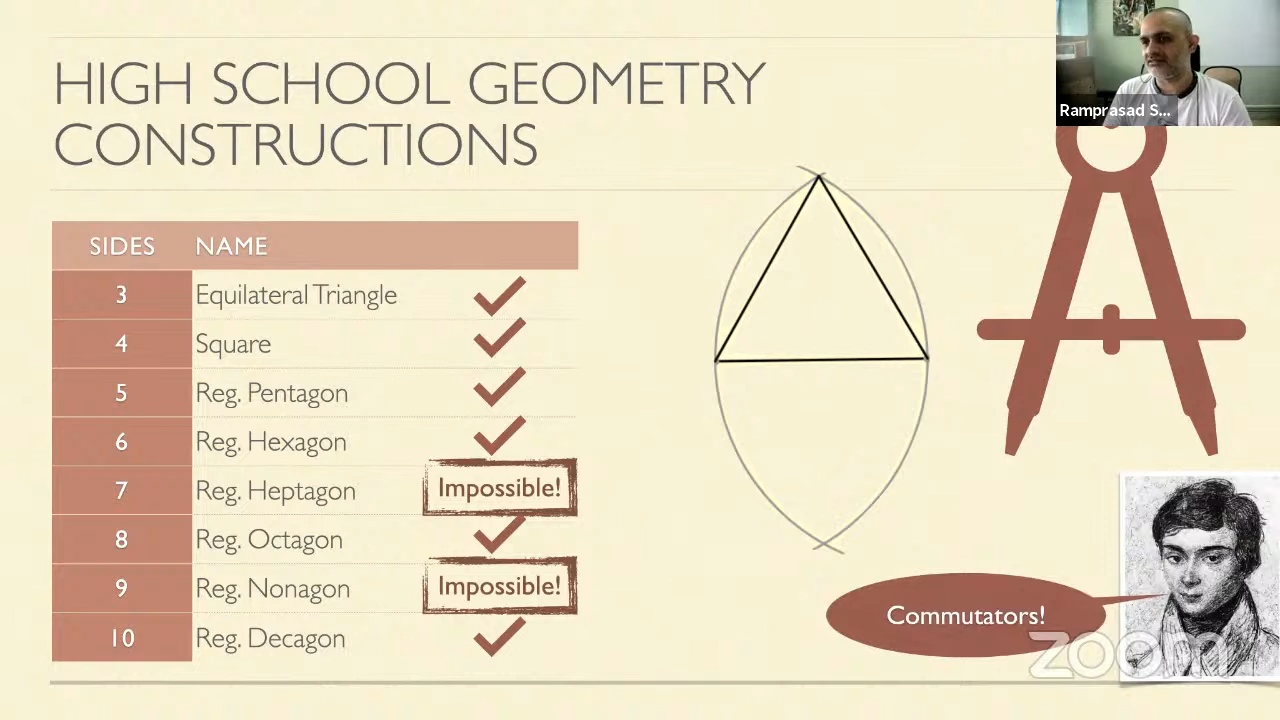 HIGH SCHOOL GEOMETRY
CONSTRUCTIONS
Ramprasad S...
SIDES NAME
3 Equilateral Triangle
4 Square
5 Reg. Pentagon
6 Reg. Hexagon
7 Reg. Heptagon Impossible!
8 Reg. Octagon
9 Reg. Nonagon Impossible!
10 Reg. Decagon
Commutators!
zoom